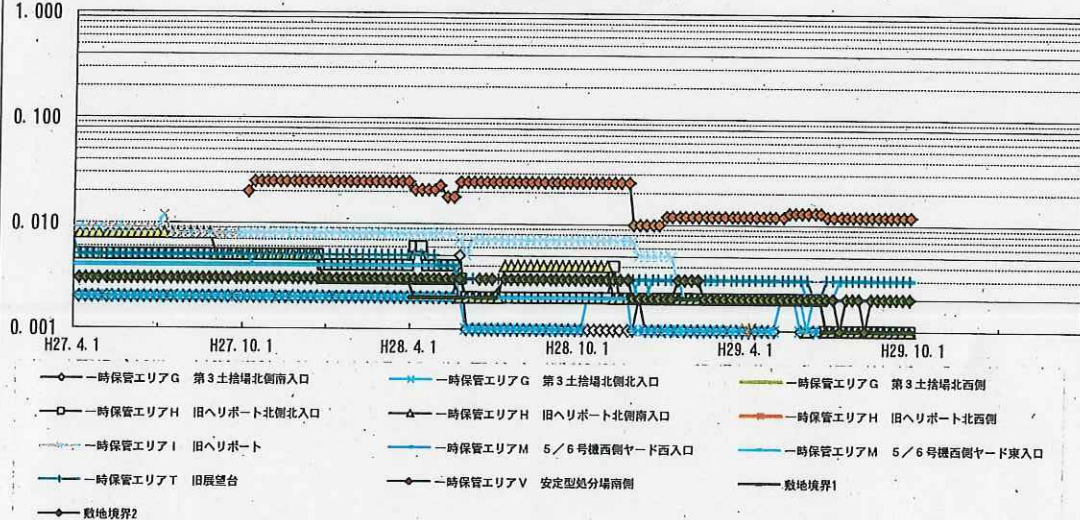 1.000
0.100
0.010
0.001
H27. 4. 1 H27. 10. 1 H28. 4. 1 H28. 10. 1 H29. 4. 1 H29. 10. 1
一時保管エリアG 第3土捨場北側南入口
一時保管エリアG 第3土捨場北側北入口
一時保管エリアG 第3土捨場北西側
一時保管エリアH 旧ヘリポート北側北入口
一時保管エリアH 旧ヘリポート北側南入口
一時保管エリアH 旧ヘリポート北西側
一時保管エリアI 旧ヘリポート
一時保管エリアM 5/6号機西側ヤード西入口
一時保管エリアM 5/6号機西側ヤード東入口
一時保管エリアT 旧展望台
一時保管エリアV 安定型処分場南側
敷地境界1
敷地境界2